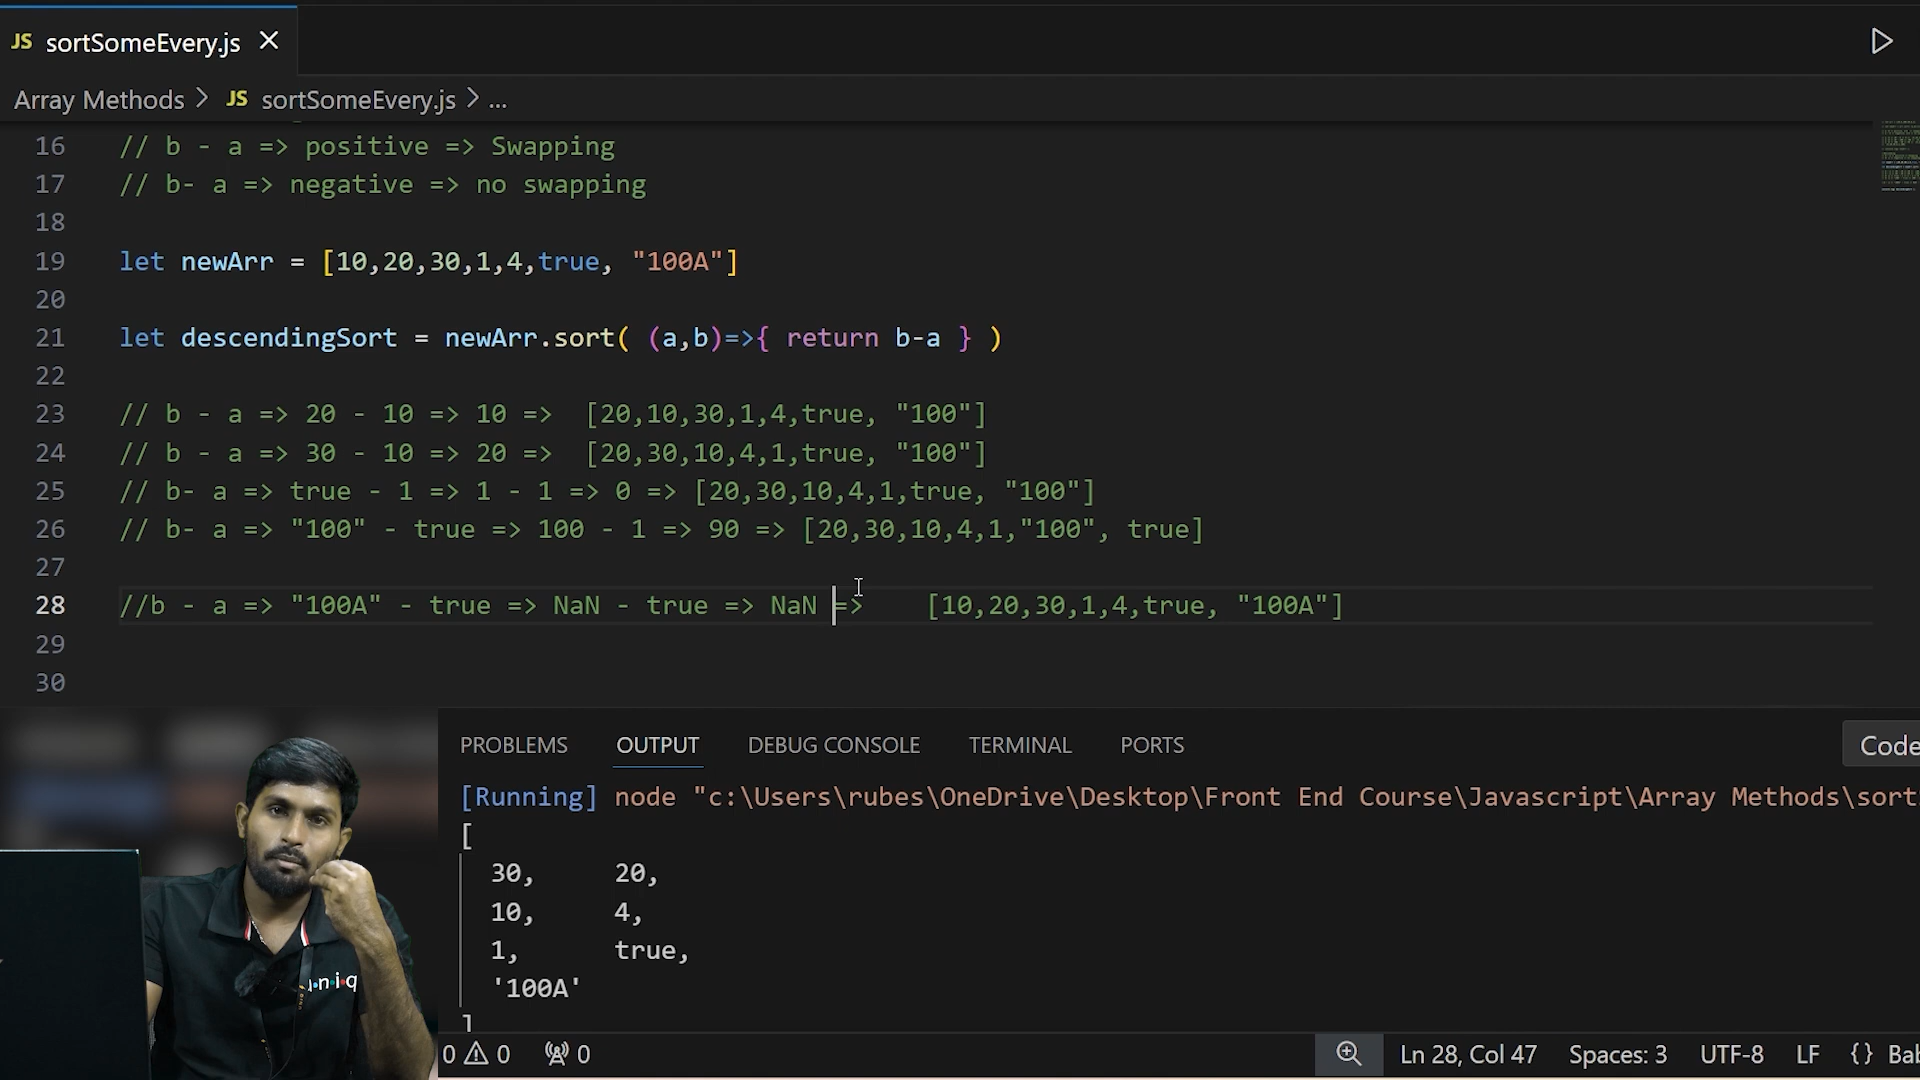 JS sortSomeEvery.js
Array Methods > JS sortSomeEvery.js > ...
16 // b - a => positive => Swapping
17 // b- a => negative => no swapping
18
19 let newArr = [10,20,30,1,4,true, "100A"]
20
21 let descendingSort = newArr.sort( (a,b)=>{ return b-a } )
22
23 // b - a => 20 - 10 => 10 =>  [20,10,30,1,4,true, "100"]
24 // b - a => 30 - 10 => 20 =>  [20,30,10,4,1,true, "100"]
25 // b- a => true - 1 => 1 - 1 => 0 => [20,30,10,4,1,true, "100"]
26 // b- a => "100" - true => 100 - 1 => 90 => [20,30,10,4,1,"100", true]
27
28 //b - a => "100A" - true => NaN - true => NaN =>    [10,20,30,1,4,true, "100A"]
29
30
PROBLEMS OUTPUT DEBUG CONSOLE TERMINAL PORTS Code
[Running] node "c:\Users\rubes\OneDrive\Desktop\Front End Course\Javascript\Array Methods\sort
[
30, 20,
10, 4,
1, true,
'100A'
]
n·i·q
0 0 0 Ln 28, Col 47 Spaces: 3 UTF-8 LF {} Bab